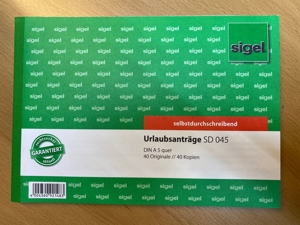 sigel
selbstdurchschreibend
Urlaubsanträge SD 045
DIN A 5 quer
40 Originale // 40 Kopien
GARANTIERT